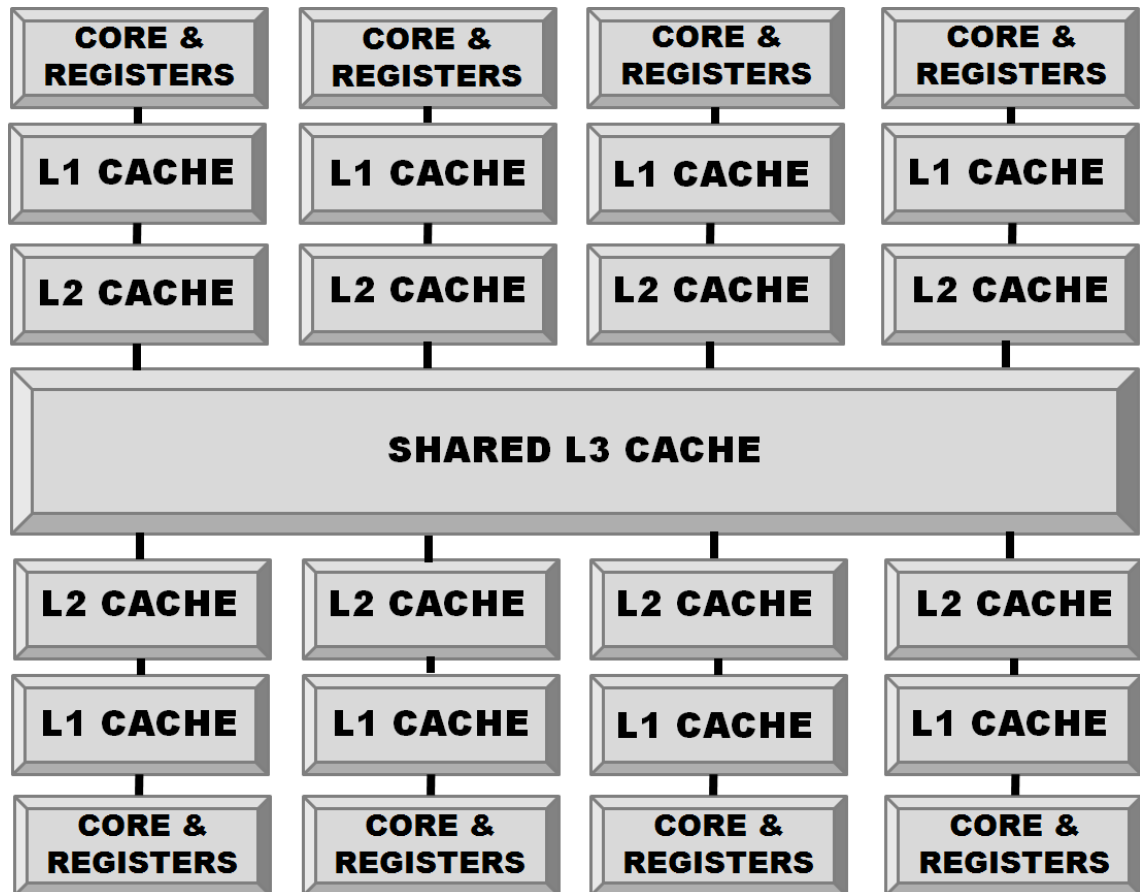 CORE &
REGISTERS
CORE &
REGISTERS
CORE &
REGISTERS
CORE &
REGISTERS
L1 CACHE
L1 CACHE
L1 CACHE
L1 CACHE
L2 CACHE
L2 CACHE
L2 CACHE
L2 CACHE
SHARED L3 CACHE
L2 CACHE
L2 CACHE
L2 CACHE
L2 CACHE
L1 CACHE
L1 CACHE
L1 CACHE
L1 CACHE
CORE &
REGISTERS
CORE &
REGISTERS
CORE &
REGISTERS
CORE &
REGISTERS